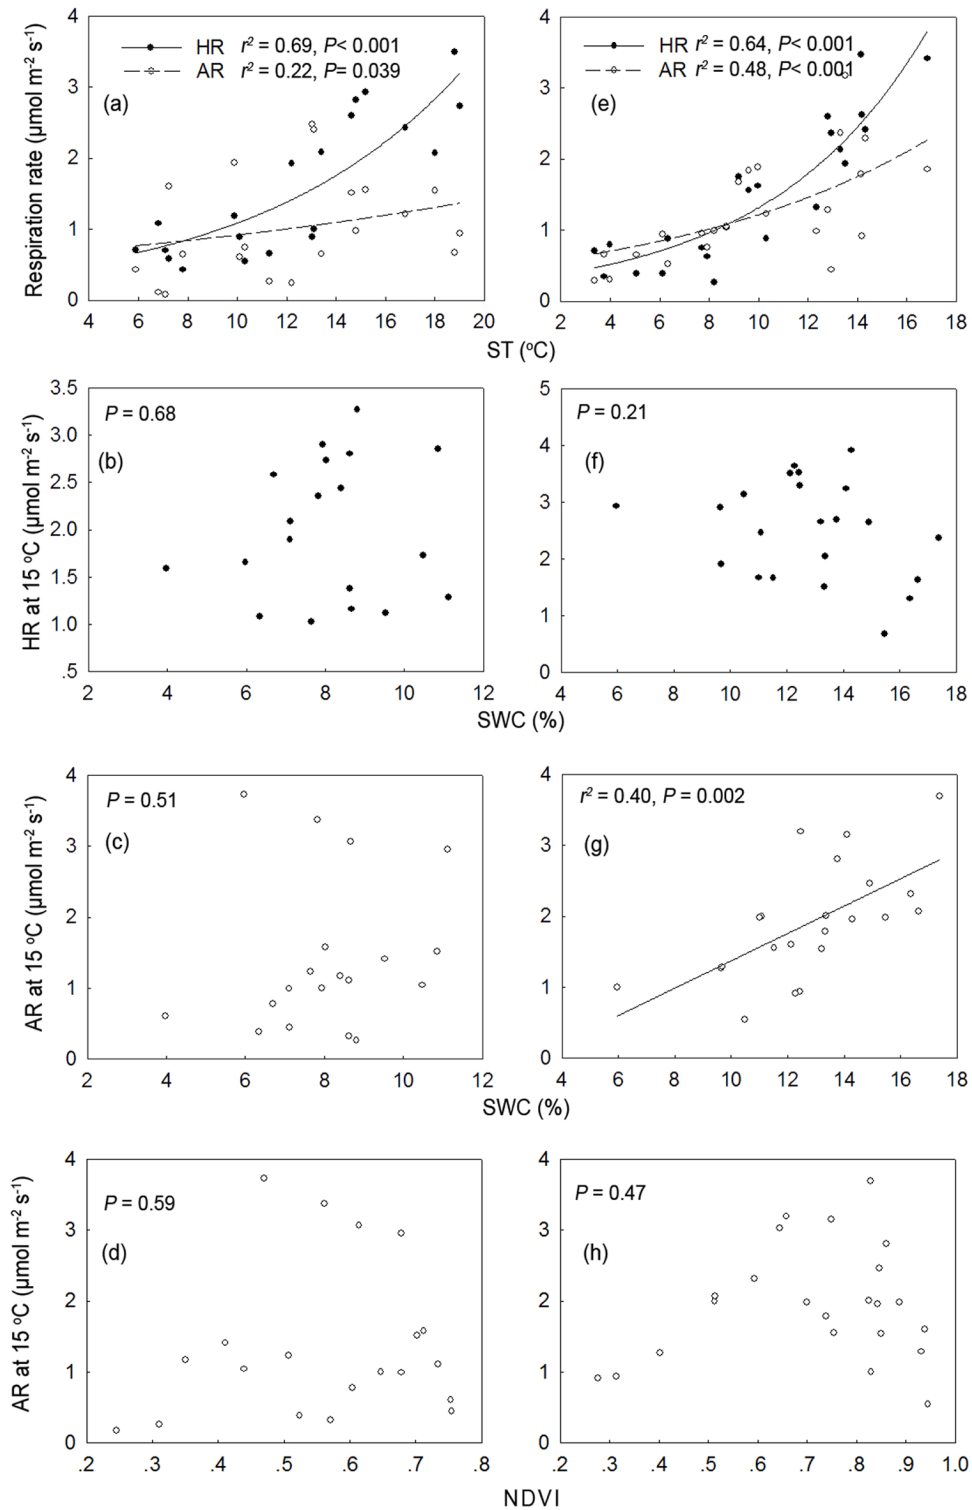 4
3
2
1
0
Respiration rate (µmol m-2 s-1)
HR r2 = 0.69, P< 0.001
AR r2 = 0.22, P= 0.039
(a)
4 6 8 10 12 14 16 18 20
4
3
2
1
0
HR r2 = 0.64, P< 0.001
AR r2 = 0.48, P< 0.001
(e)
2 4 6 8 10 12 14 16 18
ST (oC)
3.5
3.0
2.5
2.0
1.5
1.0
.5
HR at 15 oC (µmol m-2 s-1)
P = 0.68
(b)
2 4 6 8 10 12
5
4
3
2
1
0
P = 0.21
(f)
4 6 8 10 12 14 16 18
SWC (%)
4
3
2
1
0
AR at 15 oC (µmol m-2 s-1)
P = 0.51
(c)
2 4 6 8 10 12
4
3
2
1
0
r2 = 0.40, P = 0.002
(g)
4 6 8 10 12 14 16 18
SWC (%)
4
3
2
1
0
AR at 15 oC (µmol m-2 s-1)
P = 0.59
(d)
.2 .3 .4 .5 .6 .7 .8
4
3
2
1
0
P = 0.47
(h)
.2 .3 .4 .5 .6 .7 .8 .9 1.0
NDVI